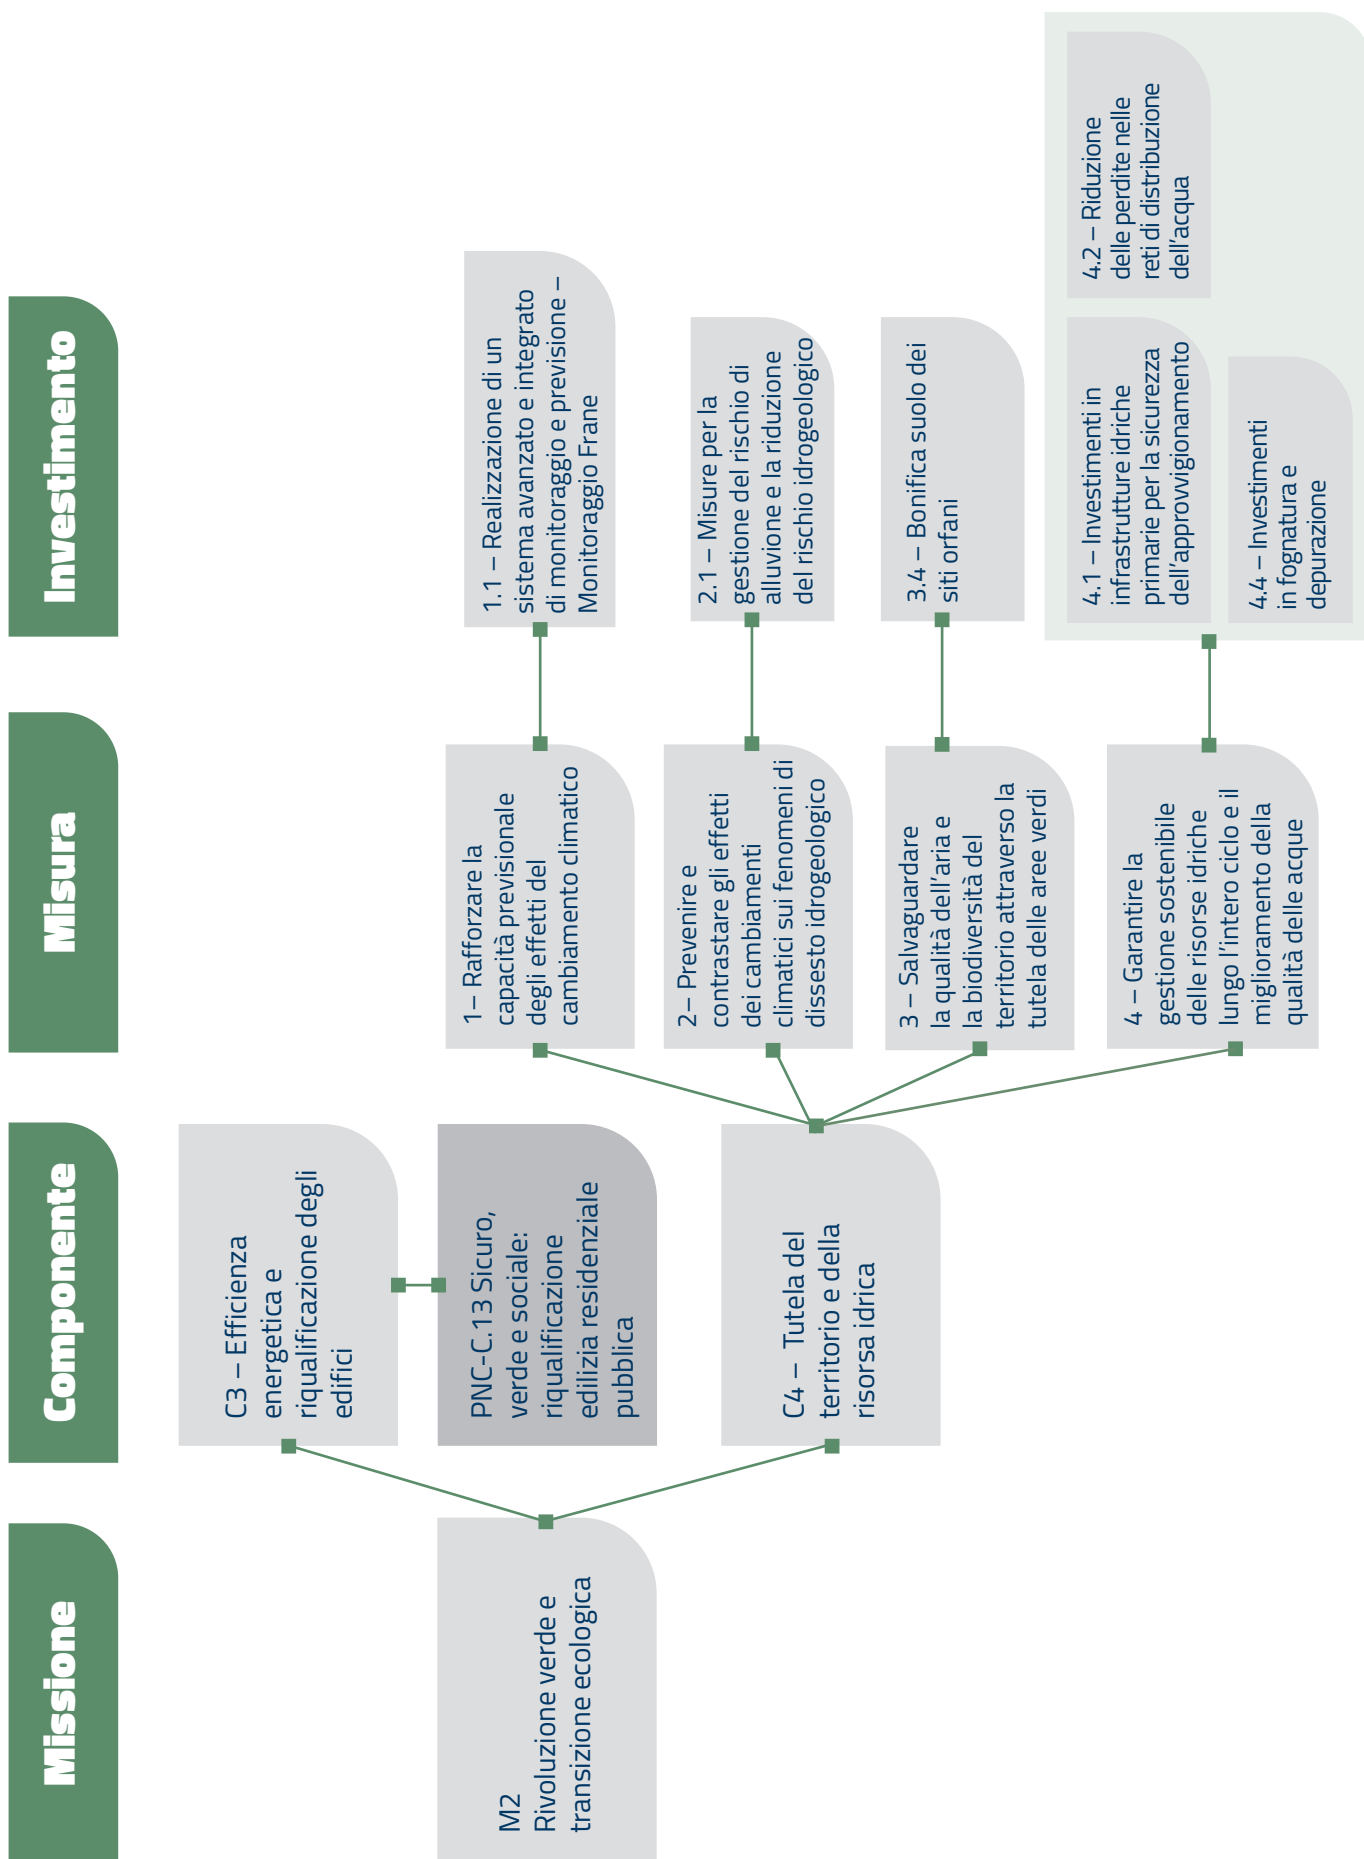 Missione
Componente
Misura
Investimento
M2
Rivoluzione verde e
transizione ecologica
C3 – Efficienza
energetica e
riqualificazione degli
edifici
PNC-C.13 Sicuro,
verde e sociale:
riqualificazione
edilizia residenziale
pubblica
C4 – Tutela del
territorio e della
risorsa idrica
1– Rafforzare la
capacità previsionale
degli effetti del
cambiamento climatico
2– Prevenire e
contrastare gli effetti
dei cambiamenti
climatici sui fenomeni di
dissesto idrogeologico
3 – Salvaguardare
la qualità dell’aria e
la biodiversità del
territorio attraverso la
tutela delle aree verdi
4 – Garantire la
gestione sostenibile
delle risorse idriche
lungo l’intero ciclo e il
miglioramento della
qualità delle acque
1.1 – Realizzazione di un
sistema avanzato e integrato
di monitoraggio e previsione –
Monitoraggio Frane
2.1 – Misure per la
gestione del rischio di
alluvione e la riduzione
del rischio idrogeologico
3.4 – Bonifica suolo dei
siti orfani
4.1 – Investimenti in
infrastrutture idriche
primarie per la sicurezza
dell’approvvigionamento
4.2 – Riduzione
delle perdite nelle
reti di distribuzione
dell’acqua
4.4 – Investimenti
in fognatura e
depurazione